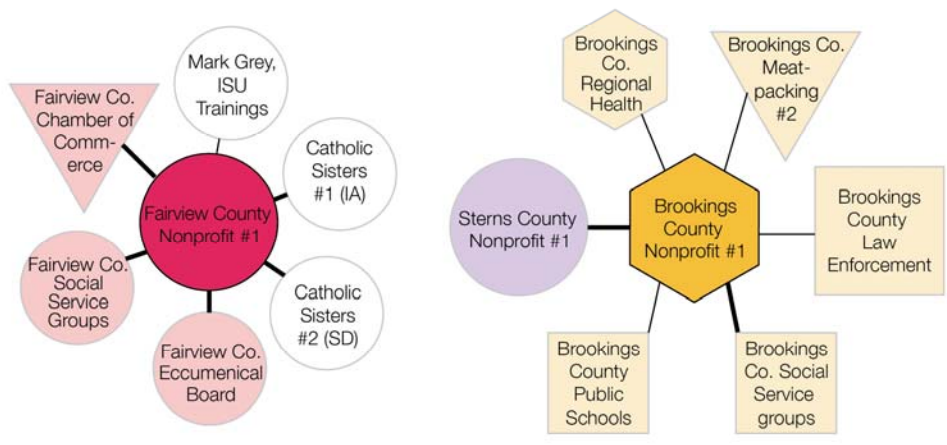 Mark Grey,
ISU
Trainings
Fairview Co.
Chamber of
Comm-
erce
Catholic
Sisters
#1 (IA)
Fairview County
Nonprofit #1
Fairview Co.
Social
Service
Groups
Catholic
Sisters
#2 (SD)
Fairview Co.
Eccumenical
Board
Brookings
Co.
Regional
Health
Brookings Co.
Meat-
packing
#2
Sterns County
Nonprofit #1
Brookings
County
Nonprofit #1
Brookings
County
Law
Enforcement
Brookings
County
Public
Schools
Brookings
Co. Social
Service
groups